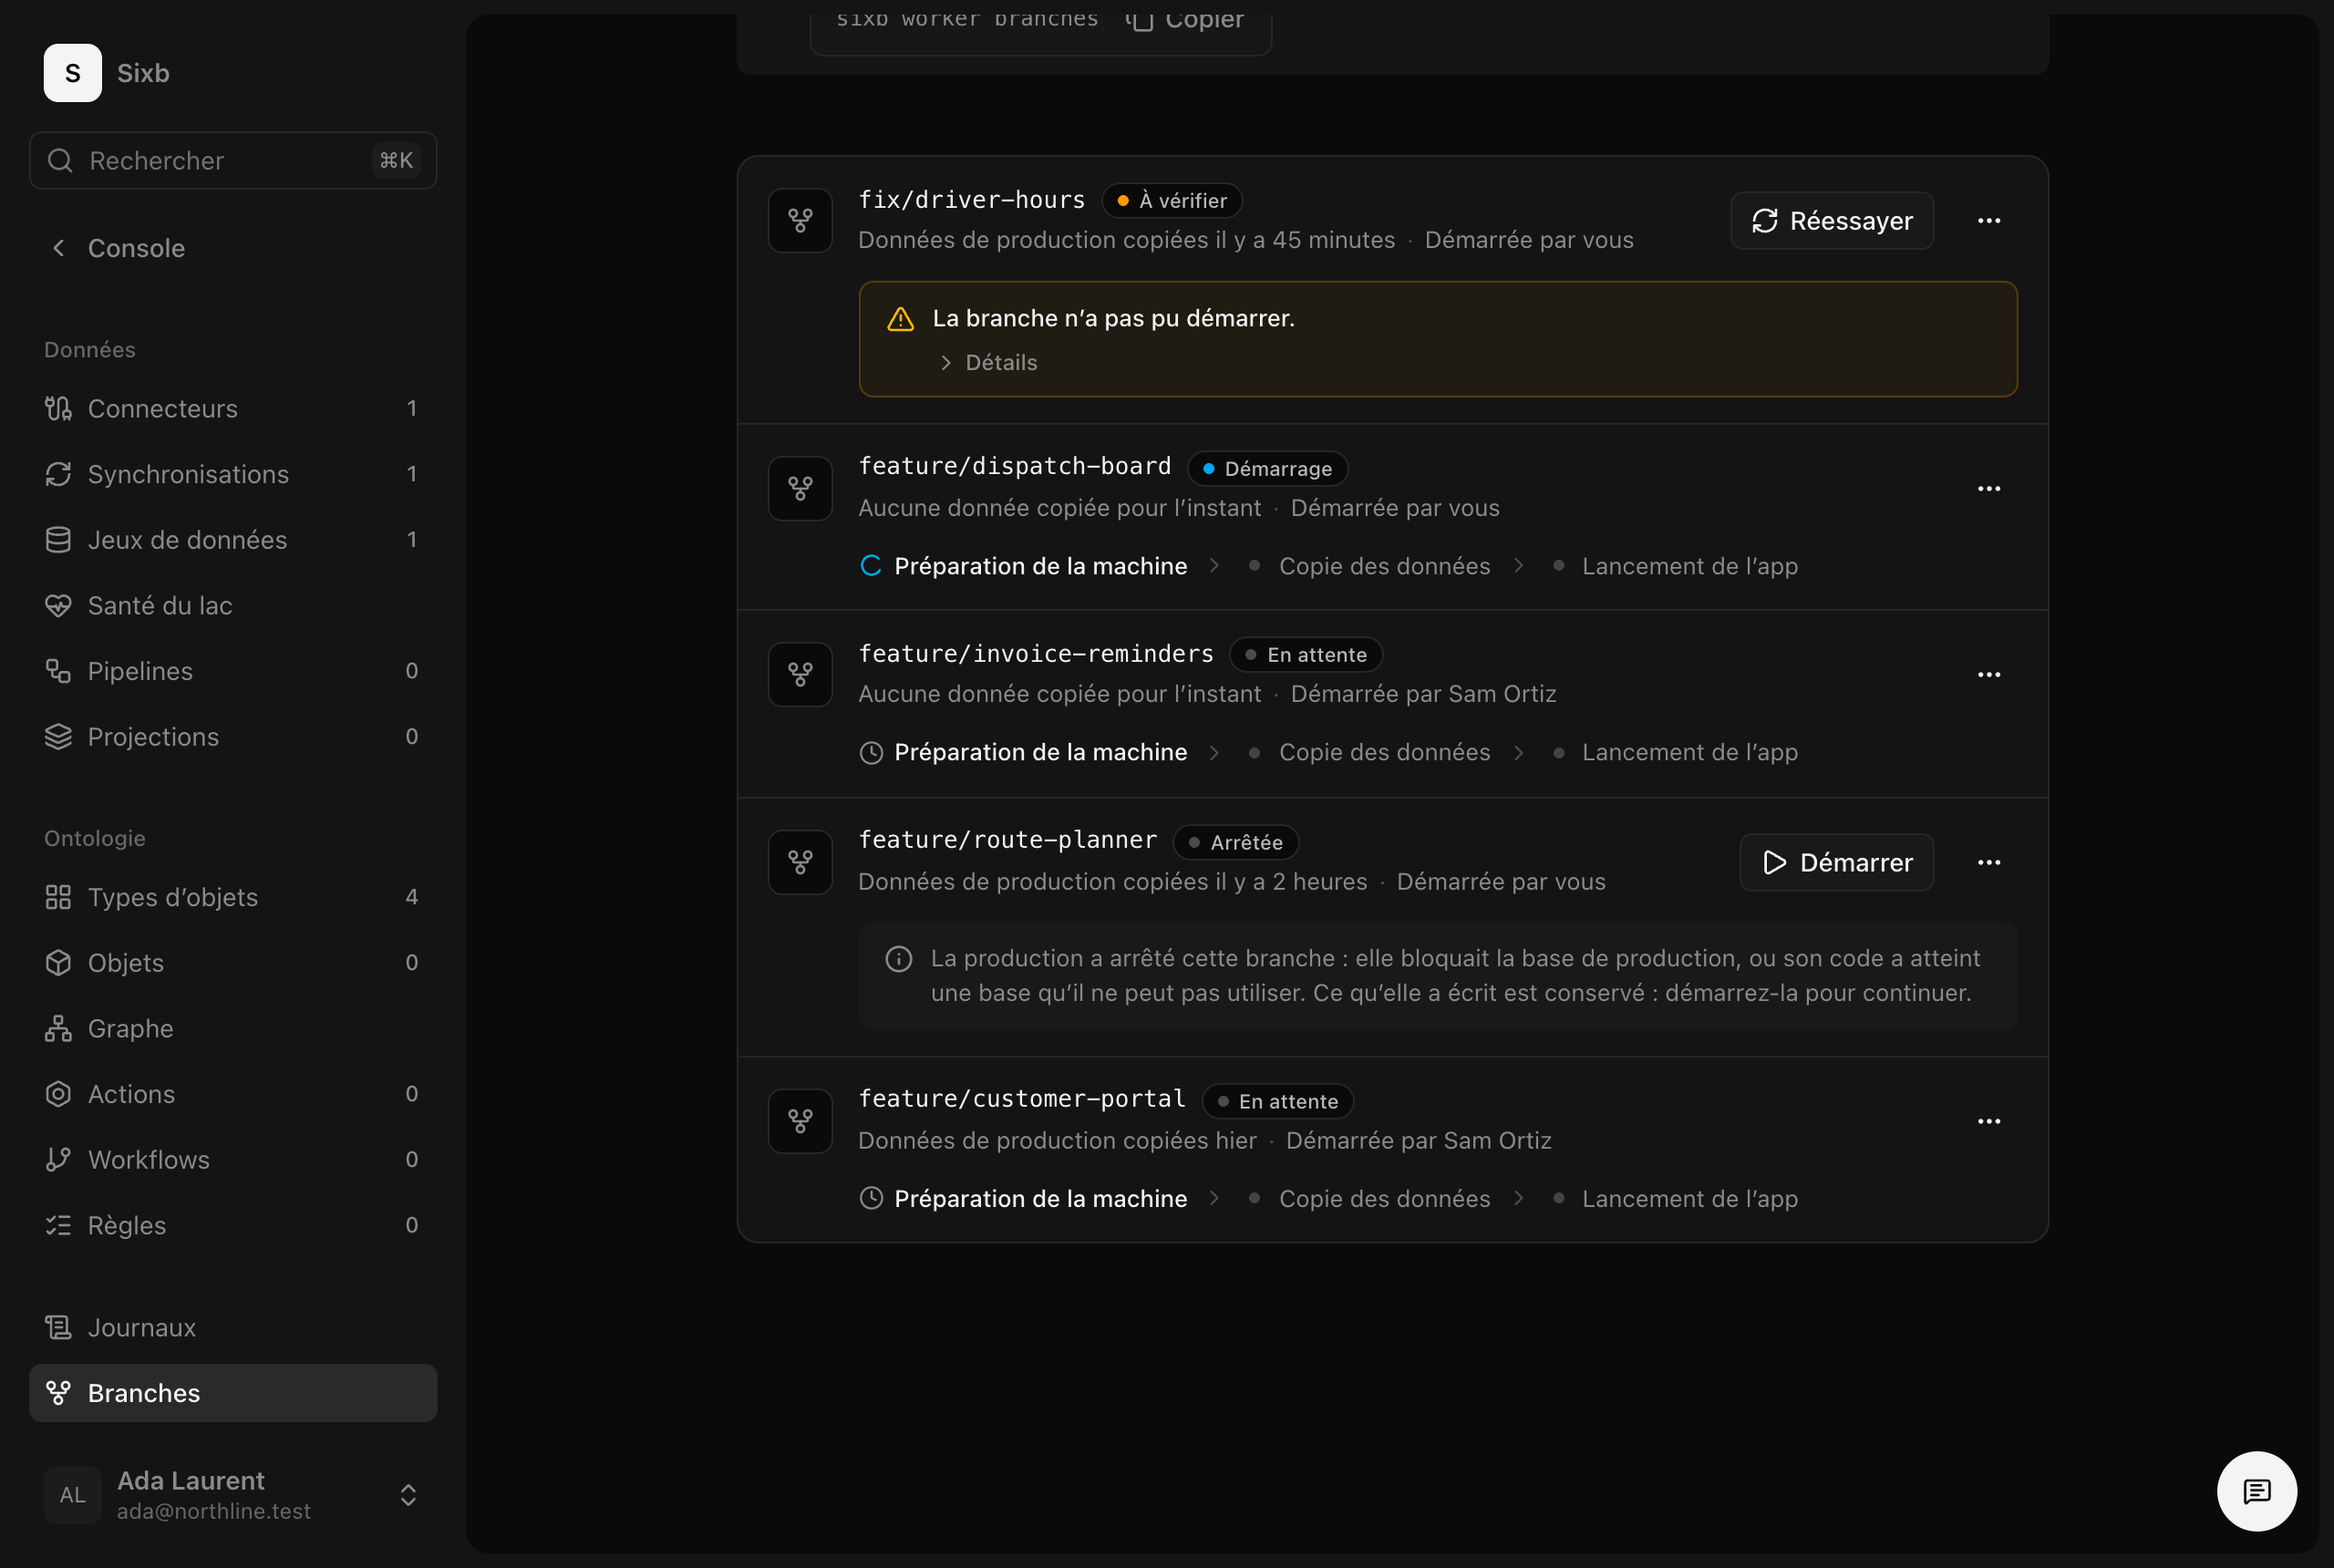 S Sixb
Rechercher ⌘K
Console
Données
Connecteurs 1
Synchronisations 1
Jeux de données 1
Santé du lac
Pipelines 0
Projections 0
Ontologie
Types d’objets 4
Objets 0
Graphe
Actions 0
Workflows 0
Règles 0
Journaux
Branches
AL Ada Laurent
ada@northline.test
sixb worker branches Copier
fix/driver-hours À vérifier
Données de production copiées il y a 45 minutes · Démarrée par vous
Réessayer
La branche n’a pas pu démarrer.
Détails
feature/dispatch-board Démarrage
Aucune donnée copiée pour l’instant · Démarrée par vous
Préparation de la machine Copie des données Lancement de l’app
feature/invoice-reminders En attente
Aucune donnée copiée pour l’instant · Démarrée par Sam Ortiz
Préparation de la machine Copie des données Lancement de l’app
feature/route-planner Arrêtée
Données de production copiées il y a 2 heures · Démarrée par vous
Démarrer
La production a arrêté cette branche : elle bloquait la base de production, ou son code a atteint
une base qu’il ne peut pas utiliser. Ce qu’elle a écrit est conservé : démarrez-la pour continuer.
feature/customer-portal En attente
Données de production copiées hier · Démarrée par Sam Ortiz
Préparation de la machine Copie des données Lancement de l’app